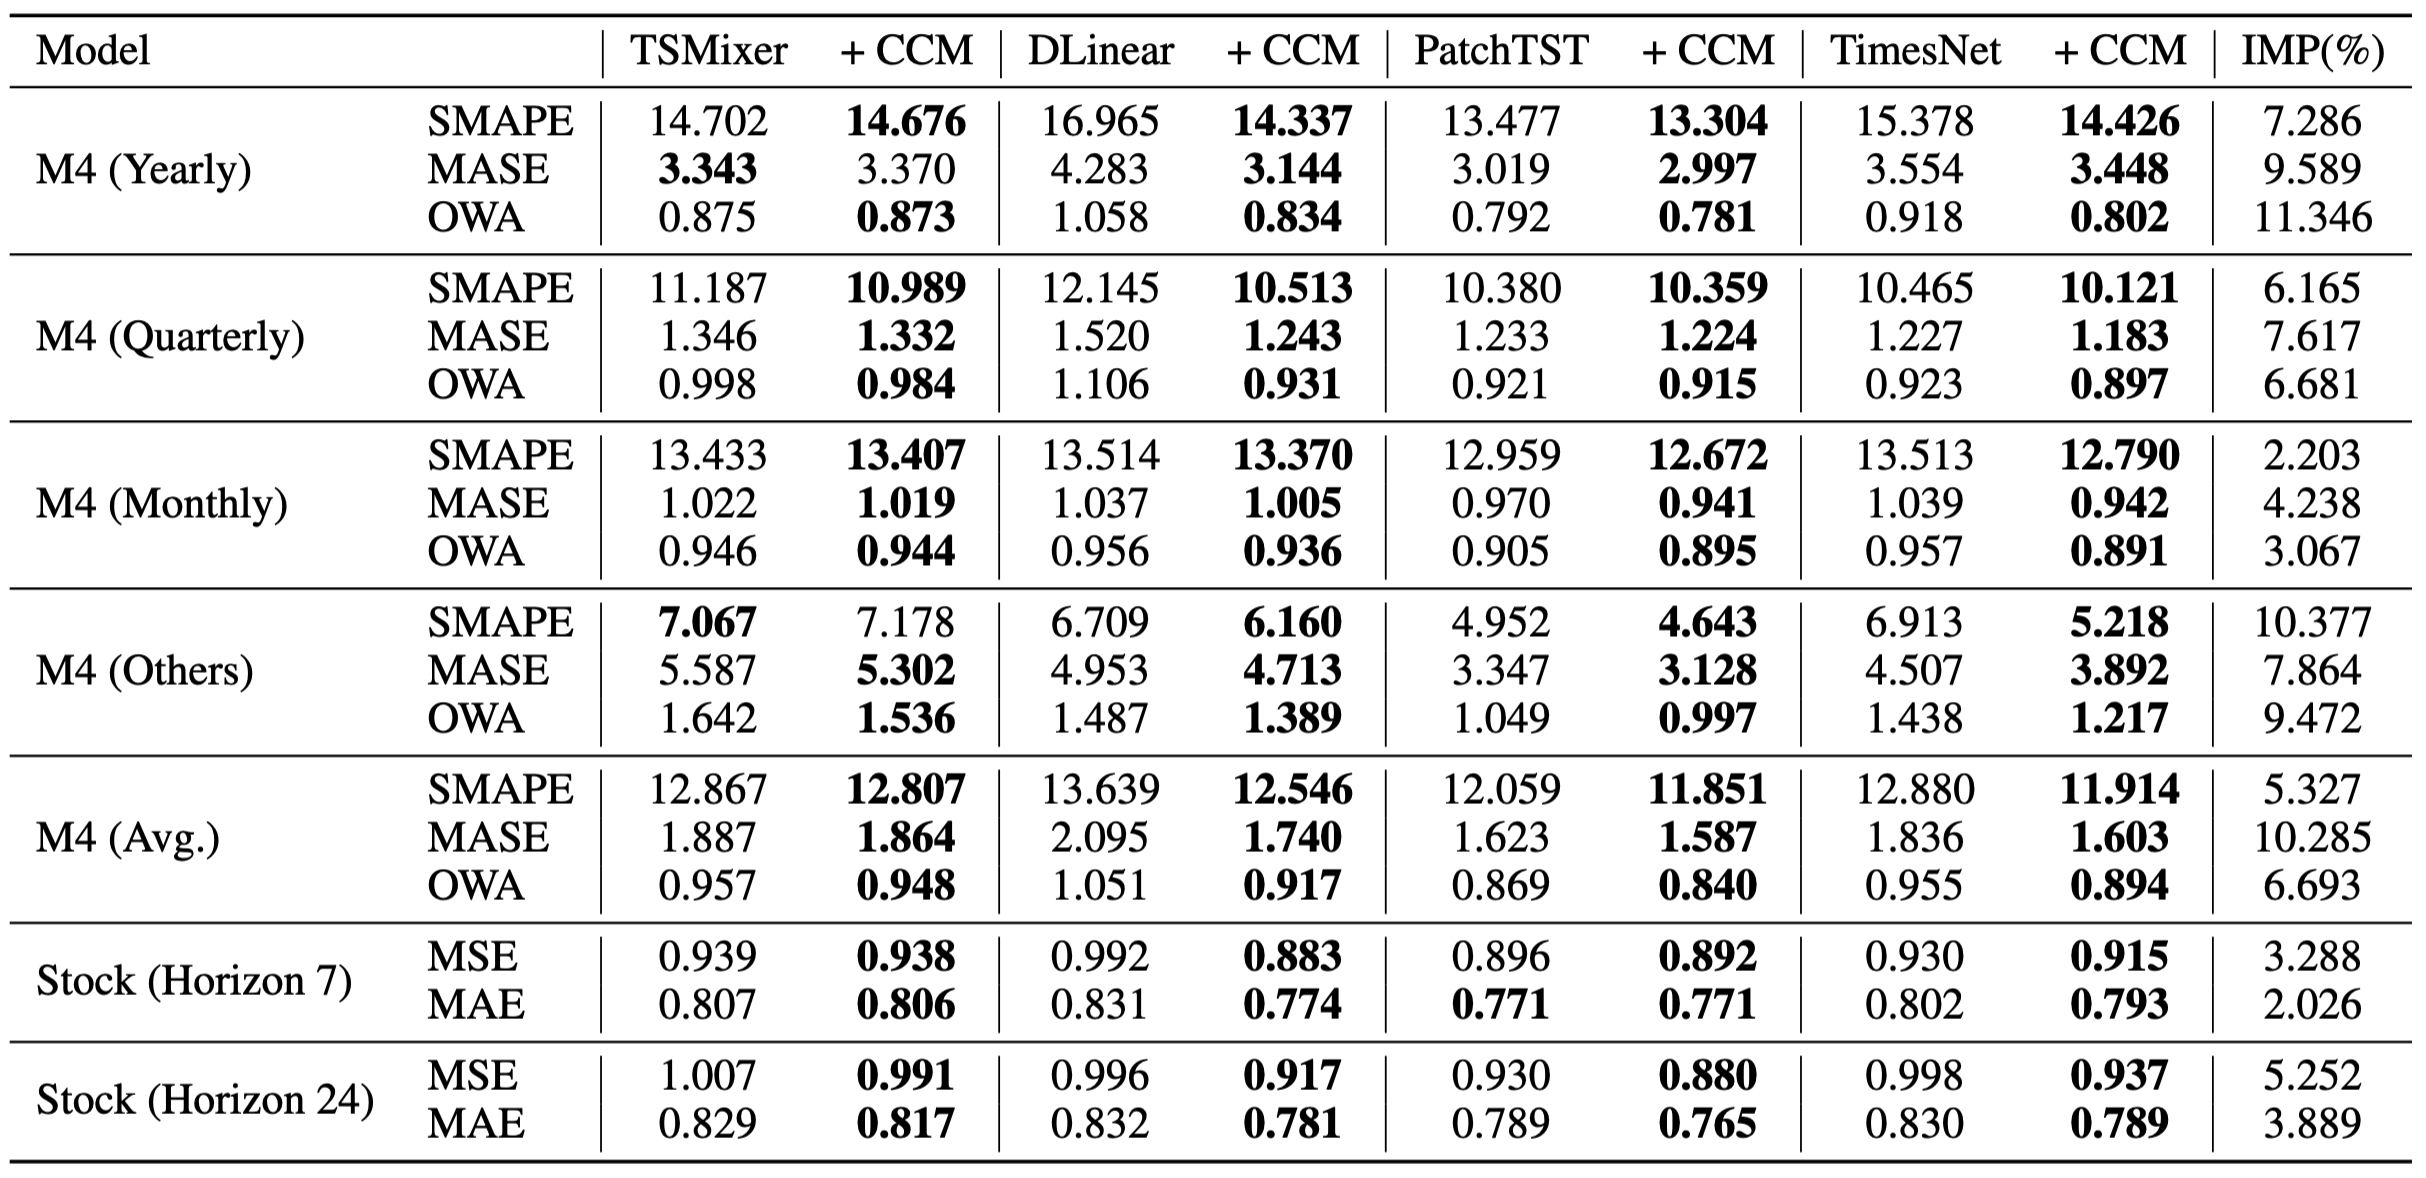 Model TSMixer + CCM DLinear + CCM PatchTST + CCM TimesNet + CCM IMP(%)
M4 (Yearly) SMAPE 14.702 14.676 16.965 14.337 13.477 13.304 15.378 14.426 7.286
MASE 3.343 3.370 4.283 3.144 3.019 2.997 3.554 3.448 9.589
OWA 0.875 0.873 1.058 0.834 0.792 0.781 0.918 0.802 11.346
M4 (Quarterly) SMAPE 11.187 10.989 12.145 10.513 10.380 10.359 10.465 10.121 6.165
MASE 1.346 1.332 1.520 1.243 1.233 1.224 1.227 1.183 7.617
OWA 0.998 0.984 1.106 0.931 0.921 0.915 0.923 0.897 6.681
M4 (Monthly) SMAPE 13.433 13.407 13.514 13.370 12.959 12.672 13.513 12.790 2.203
MASE 1.022 1.019 1.037 1.005 0.970 0.941 1.039 0.942 4.238
OWA 0.946 0.944 0.956 0.936 0.905 0.895 0.957 0.891 3.067
M4 (Others) SMAPE 7.067 7.178 6.709 6.160 4.952 4.643 6.913 5.218 10.377
MASE 5.587 5.302 4.953 4.713 3.347 3.128 4.507 3.892 7.864
OWA 1.642 1.536 1.487 1.389 1.049 0.997 1.438 1.217 9.472
M4 (Avg.) SMAPE 12.867 12.807 13.639 12.546 12.059 11.851 12.880 11.914 5.327
MASE 1.887 1.864 2.095 1.740 1.623 1.587 1.836 1.603 10.285
OWA 0.957 0.948 1.051 0.917 0.869 0.840 0.955 0.894 6.693
Stock (Horizon 7) MSE 0.939 0.938 0.992 0.883 0.896 0.892 0.930 0.915 3.288
MAE 0.807 0.806 0.831 0.774 0.771 0.771 0.802 0.793 2.026
Stock (Horizon 24) MSE 1.007 0.991 0.996 0.917 0.930 0.880 0.998 0.937 5.252
MAE 0.829 0.817 0.832 0.781 0.789 0.765 0.830 0.789 3.889